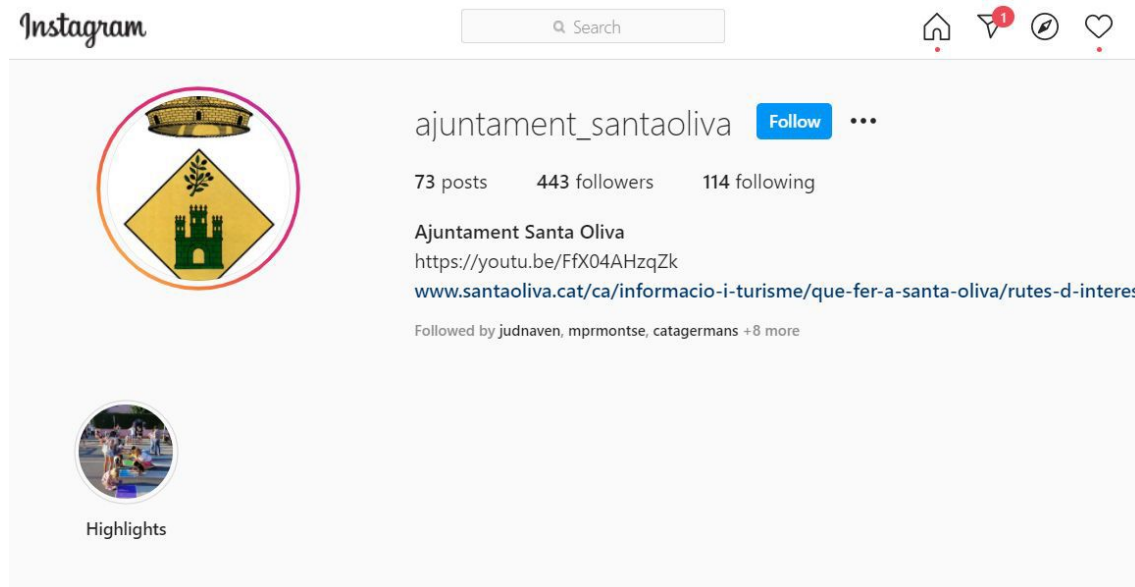 Instagram
Search
1
ajuntament_santaoliva Follow •••
73 posts 443 followers 114 following
Ajuntament Santa Oliva
https://youtu.be/FfX04AHzqZk
www.santaoliva.cat/ca/informacio-i-turisme/que-fer-a-santa-oliva/rutes-d-interes
Followed by judnaven, mprmontse, catagermans +8 more
Highlights